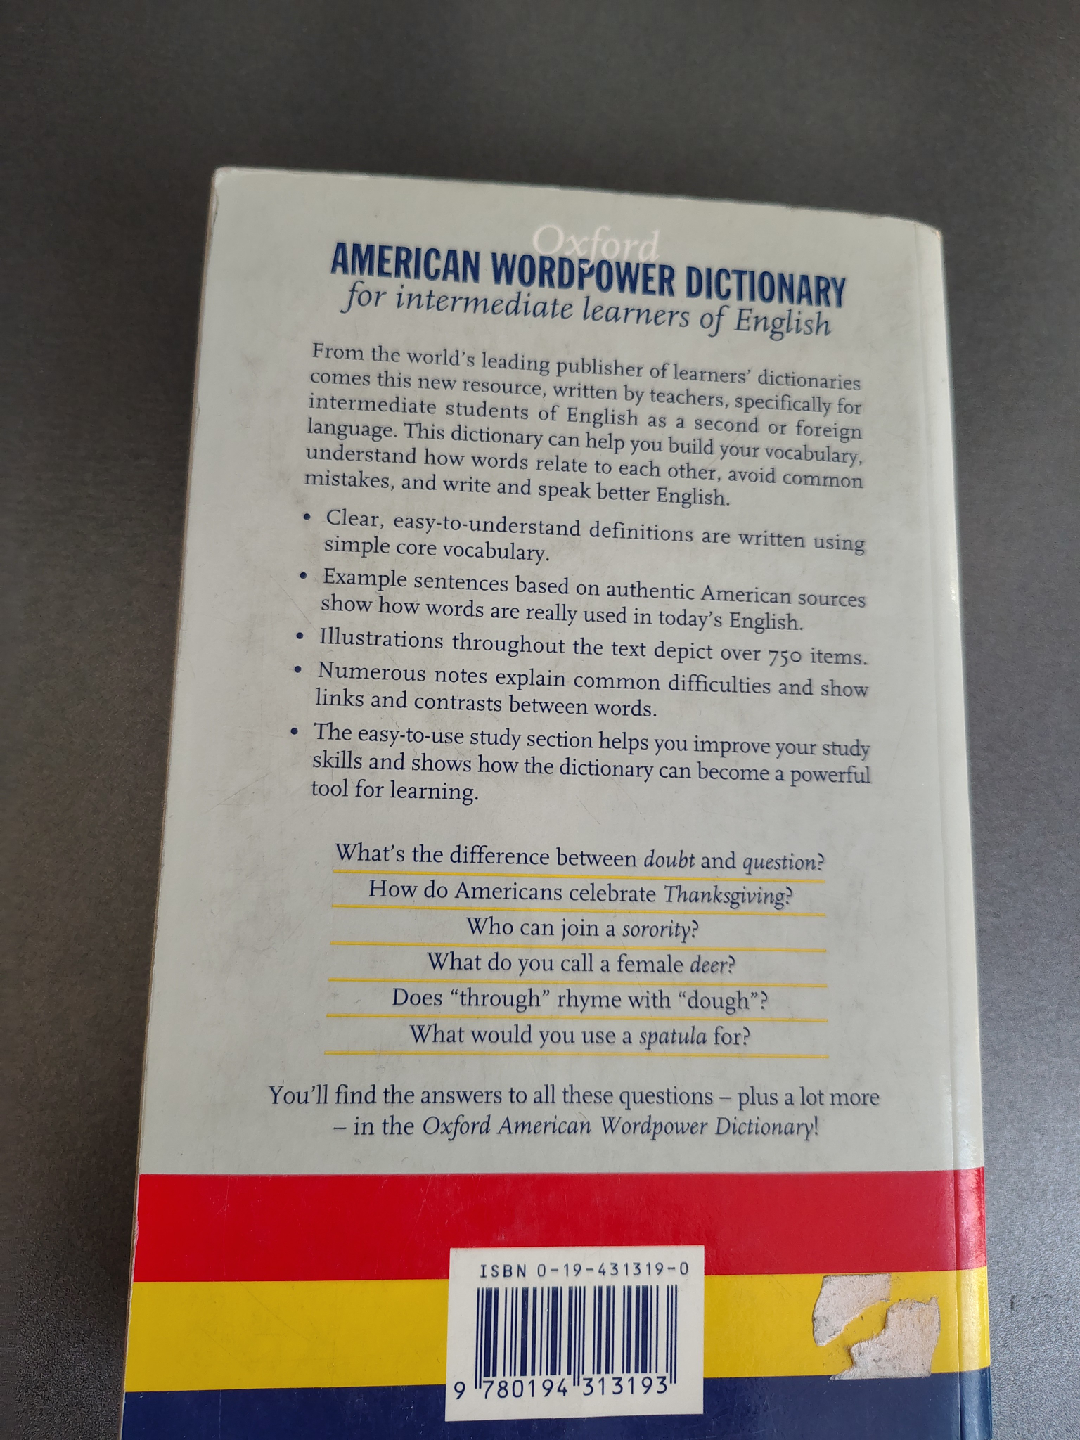 Oxford
AMERICAN WORDPOWER DICTIONARY
for intermediate learners of English
From the world's leading publisher of learners' dictionaries
comes this new resource, written by teachers, specifically for
intermediate students of English as a second or foreign
language. This dictionary can help you build your vocabulary,
understand how words relate to each other, avoid common
mistakes, and write and speak better English.
• Clear, easy-to-understand definitions are written using
simple core vocabulary.
• Example sentences based on authentic American sources
show how words are really used in today's English.
• Illustrations throughout the text depict over 750 items.
• Numerous notes explain common difficulties and show
links and contrasts between words.
• The easy-to-use study section helps you improve your study
skills and shows how the dictionary can become a powerful
tool for learning.
What's the difference between doubt and question?
How do Americans celebrate Thanksgiving?
Who can join a sorority?
What do you call a female deer?
Does “through” rhyme with “dough”?
What would you use a spatula for?
You'll find the answers to all these questions – plus a lot more
– in the Oxford American Wordpower Dictionary!
ISBN 0-19-431319-0
9 780194 313193